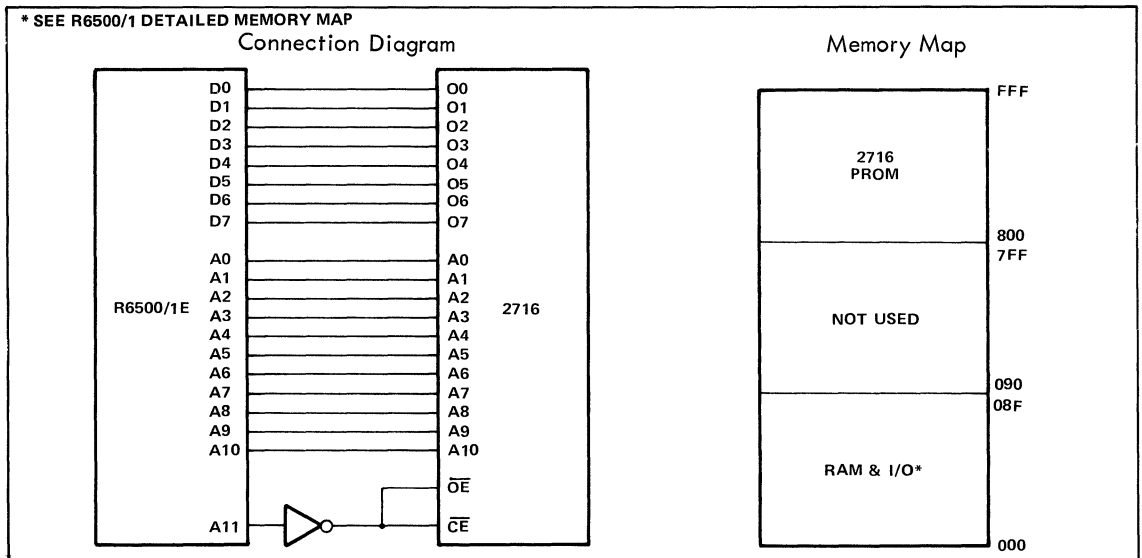 * SEE R6500/1 DETAILED MEMORY MAP
Connection Diagram
Memory Map
D0 O0
D1 O1
D2 O2
D3 O3
D4 O4
D5 O5
D6 O6
D7 O7
A0 A0
A1 A1
A2 A2
R6500/1E A3 A3 2716
A4 A4
A5 A5
A6 A6
A7 A7
A8 A8
A9 A9
A10 A10
OE
A11 CE
FFF
2716
PROM
800
7FF
NOT USED
090
08F
RAM & I/O*
000